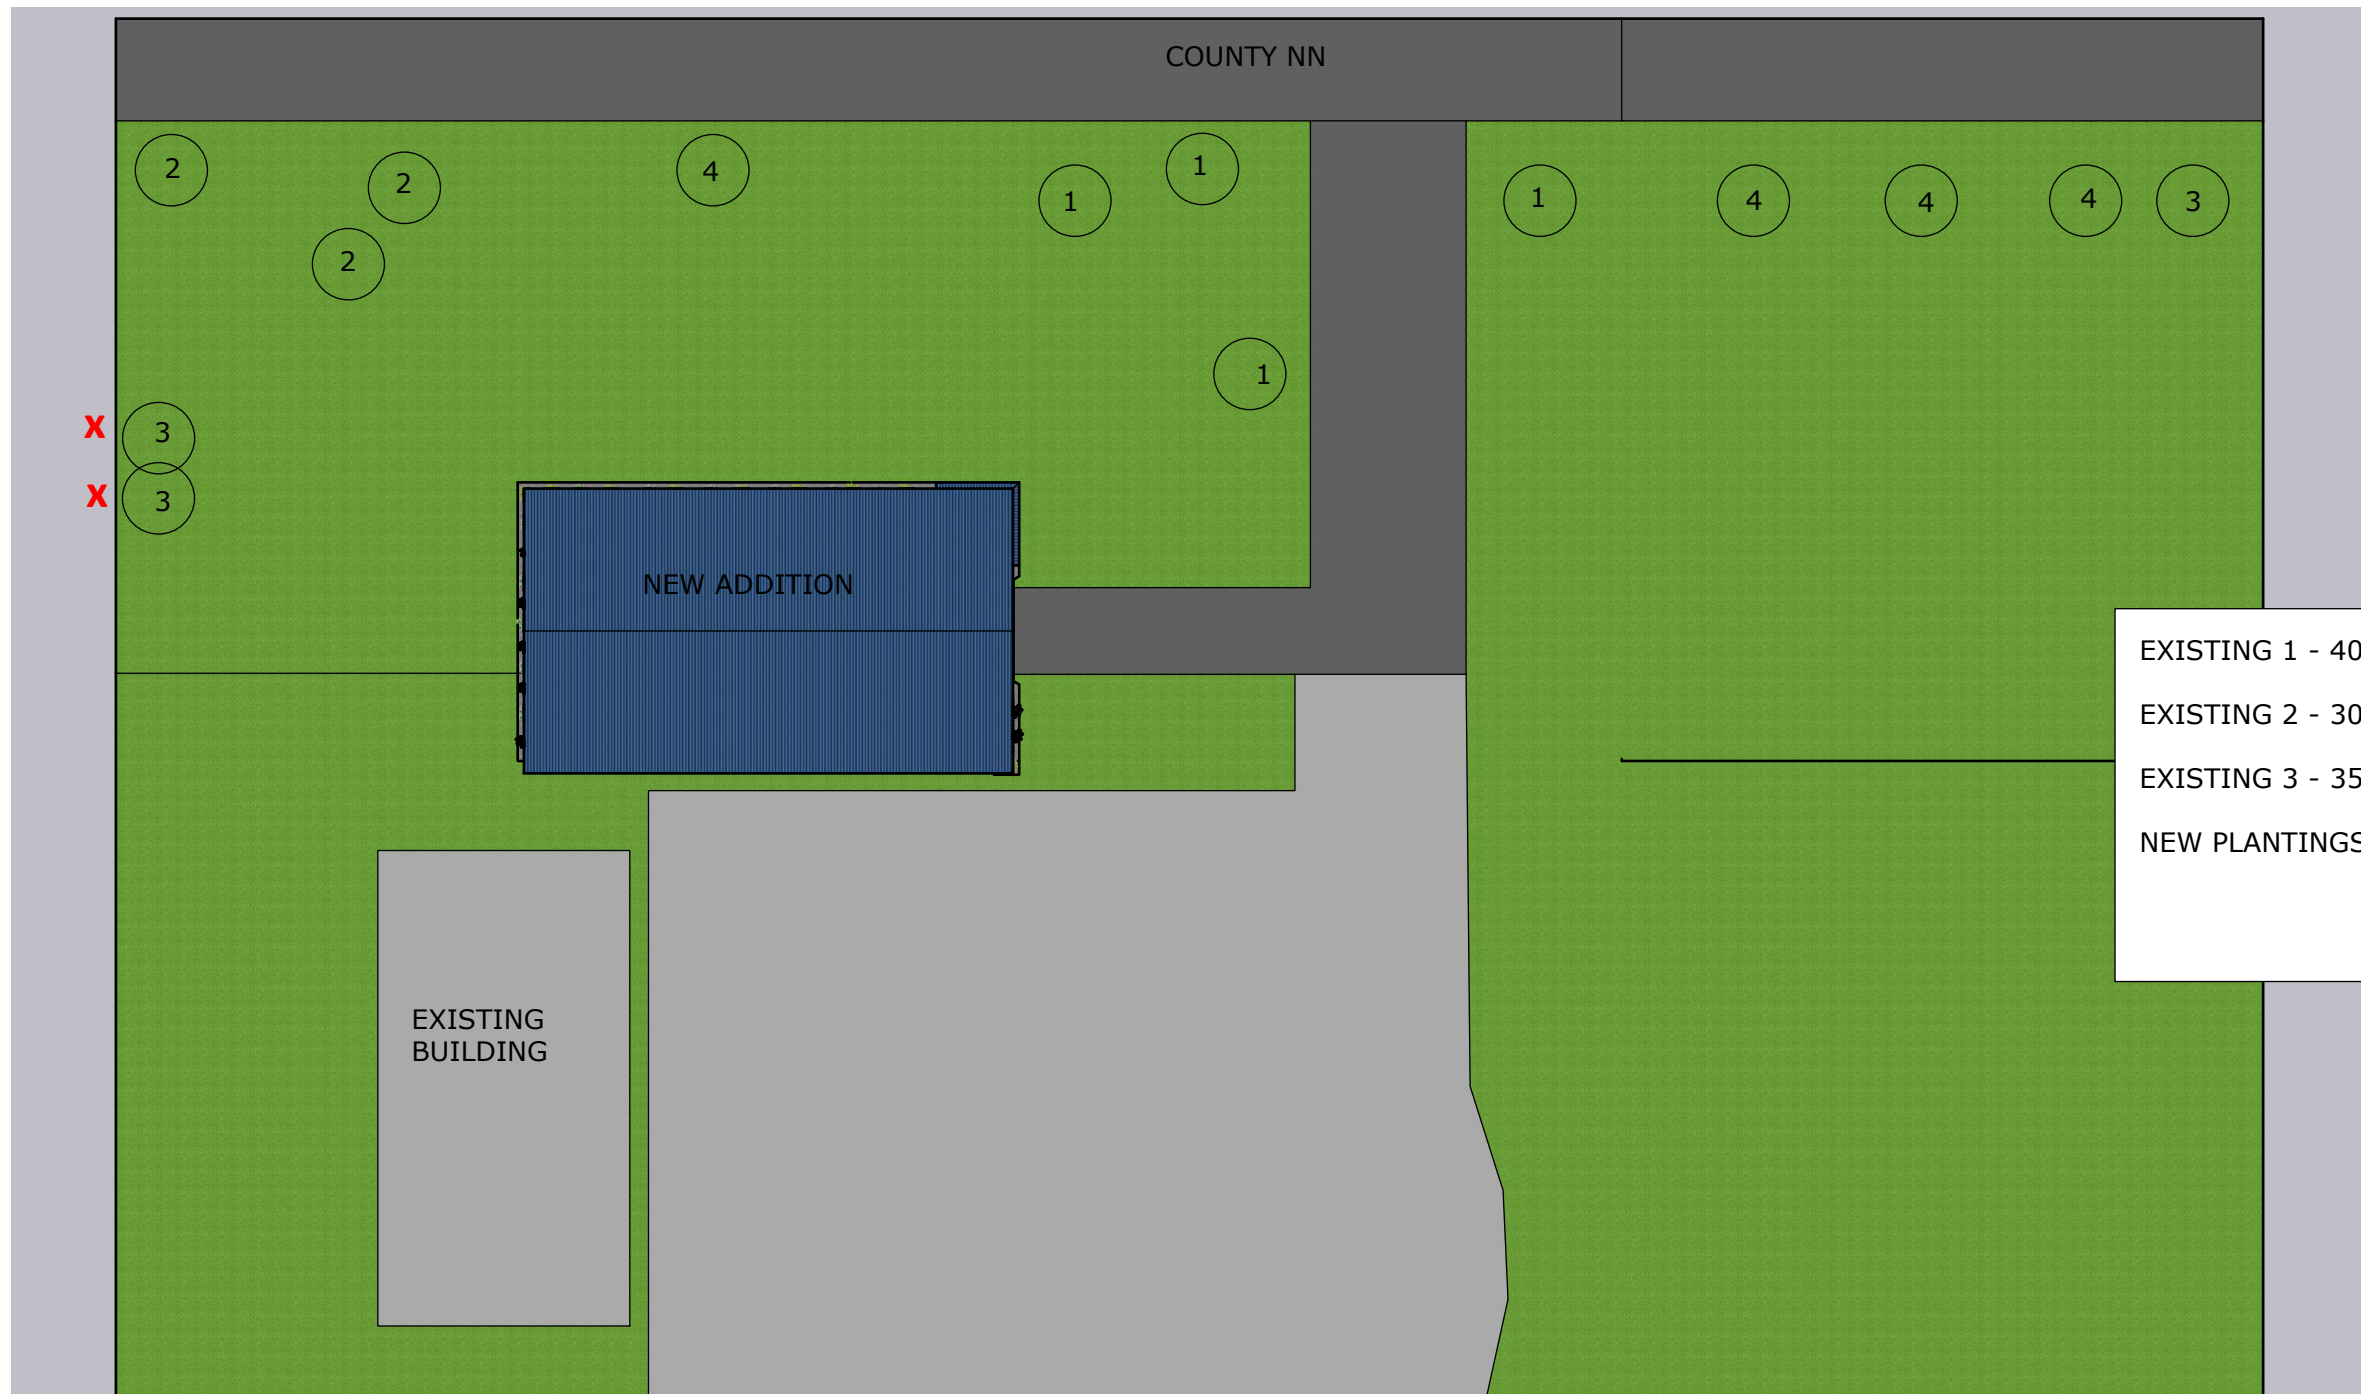 COUNTY NN
2
2
4
1
1
1
4
4
4
3
2
1
X
3
X
3
NEW ADDITION
EXISTING 1 - 40
EXISTING 2 - 30
EXISTING 3 - 35
NEW PLANTINGS
EXISTING
BUILDING